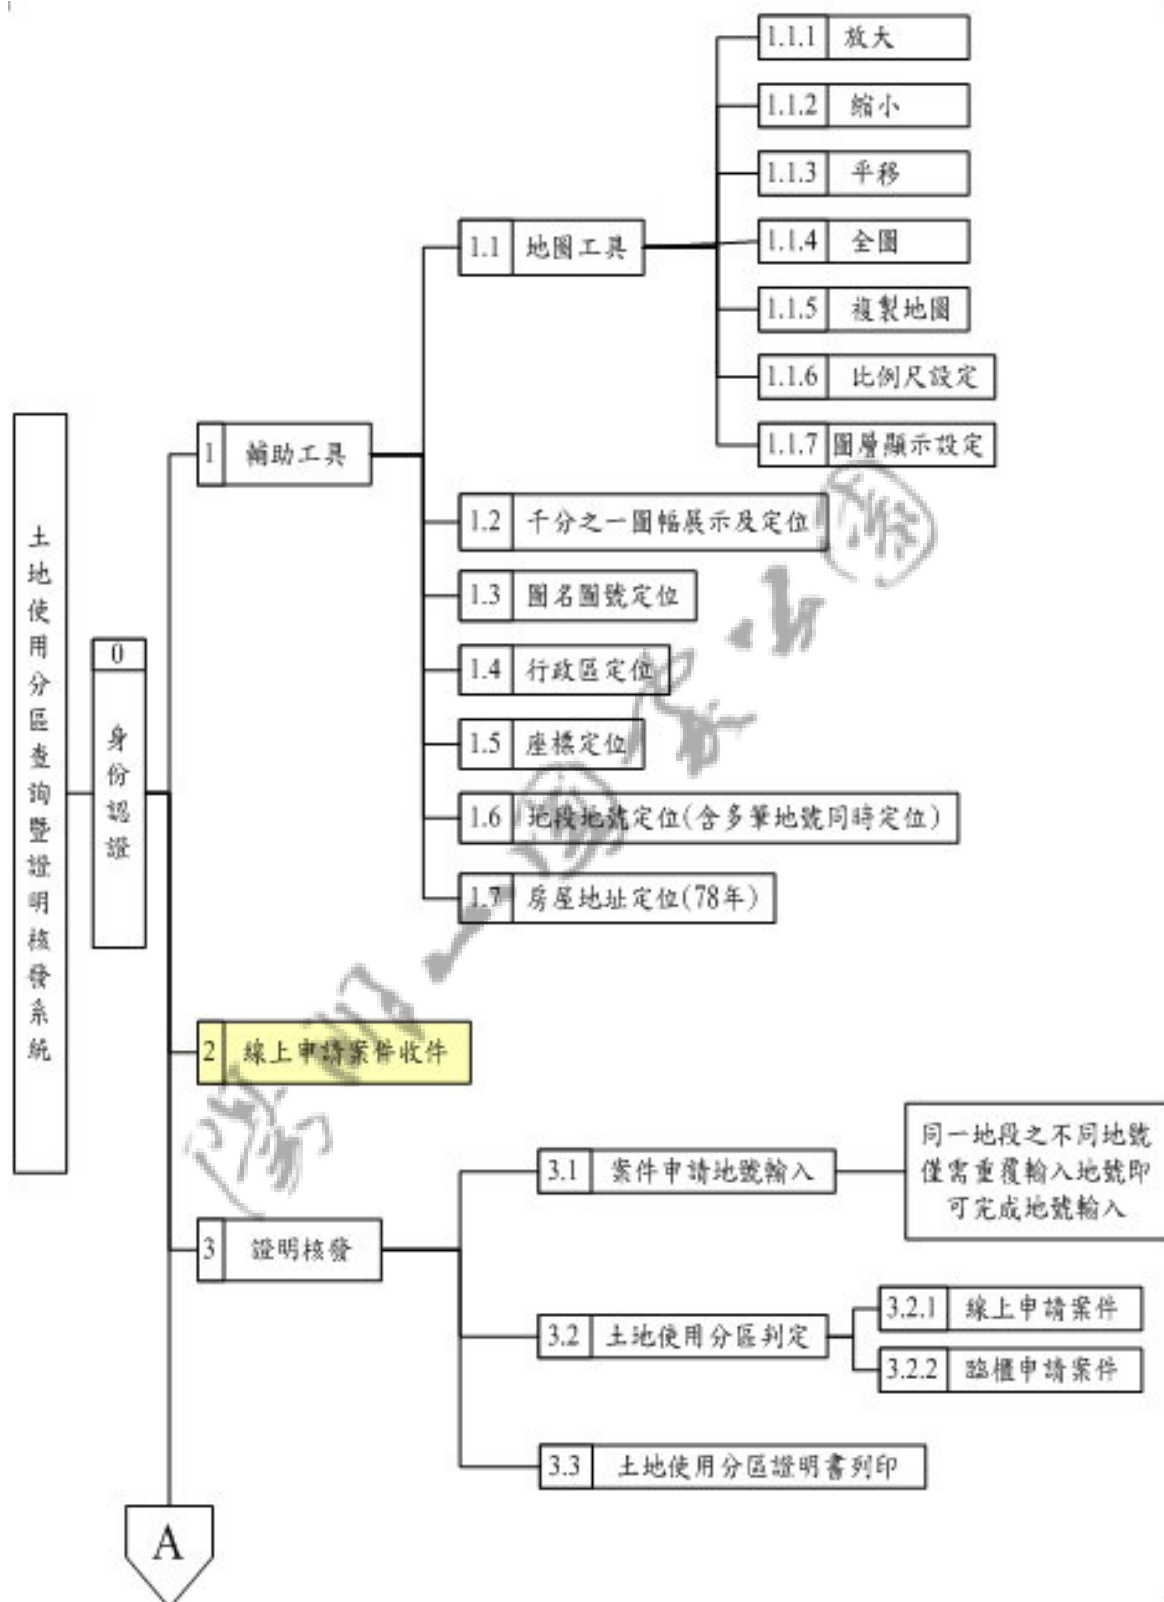 土地使用分區查詢暨證明核發系統
0
身份認證
1 輔助工具
1.1 地圖工具
1.1.1 放大
1.1.2 縮小
1.1.3 平移
1.1.4 全圖
1.1.5 複製地圖
1.1.6 比例尺設定
1.1.7 圖層顯示設定
1.2 千分之一圖幅展示及定位
1.3 圖名圖號定位
1.4 行政區定位
1.5 座標定位
1.6 地段地號定位(含多筆地號同時定位)
1.7 房屋地址定位(78年)
2 線上申請案件收件
3 證明核發
3.1 案件申請地號輸入
同一地段之不同地號
僅需重覆輸入地號即
可完成地號輸入
3.2 土地使用分區判定
3.2.1 線上申請案件
3.2.2 臨櫃申請案件
3.3 土地使用分區證明書列印
A